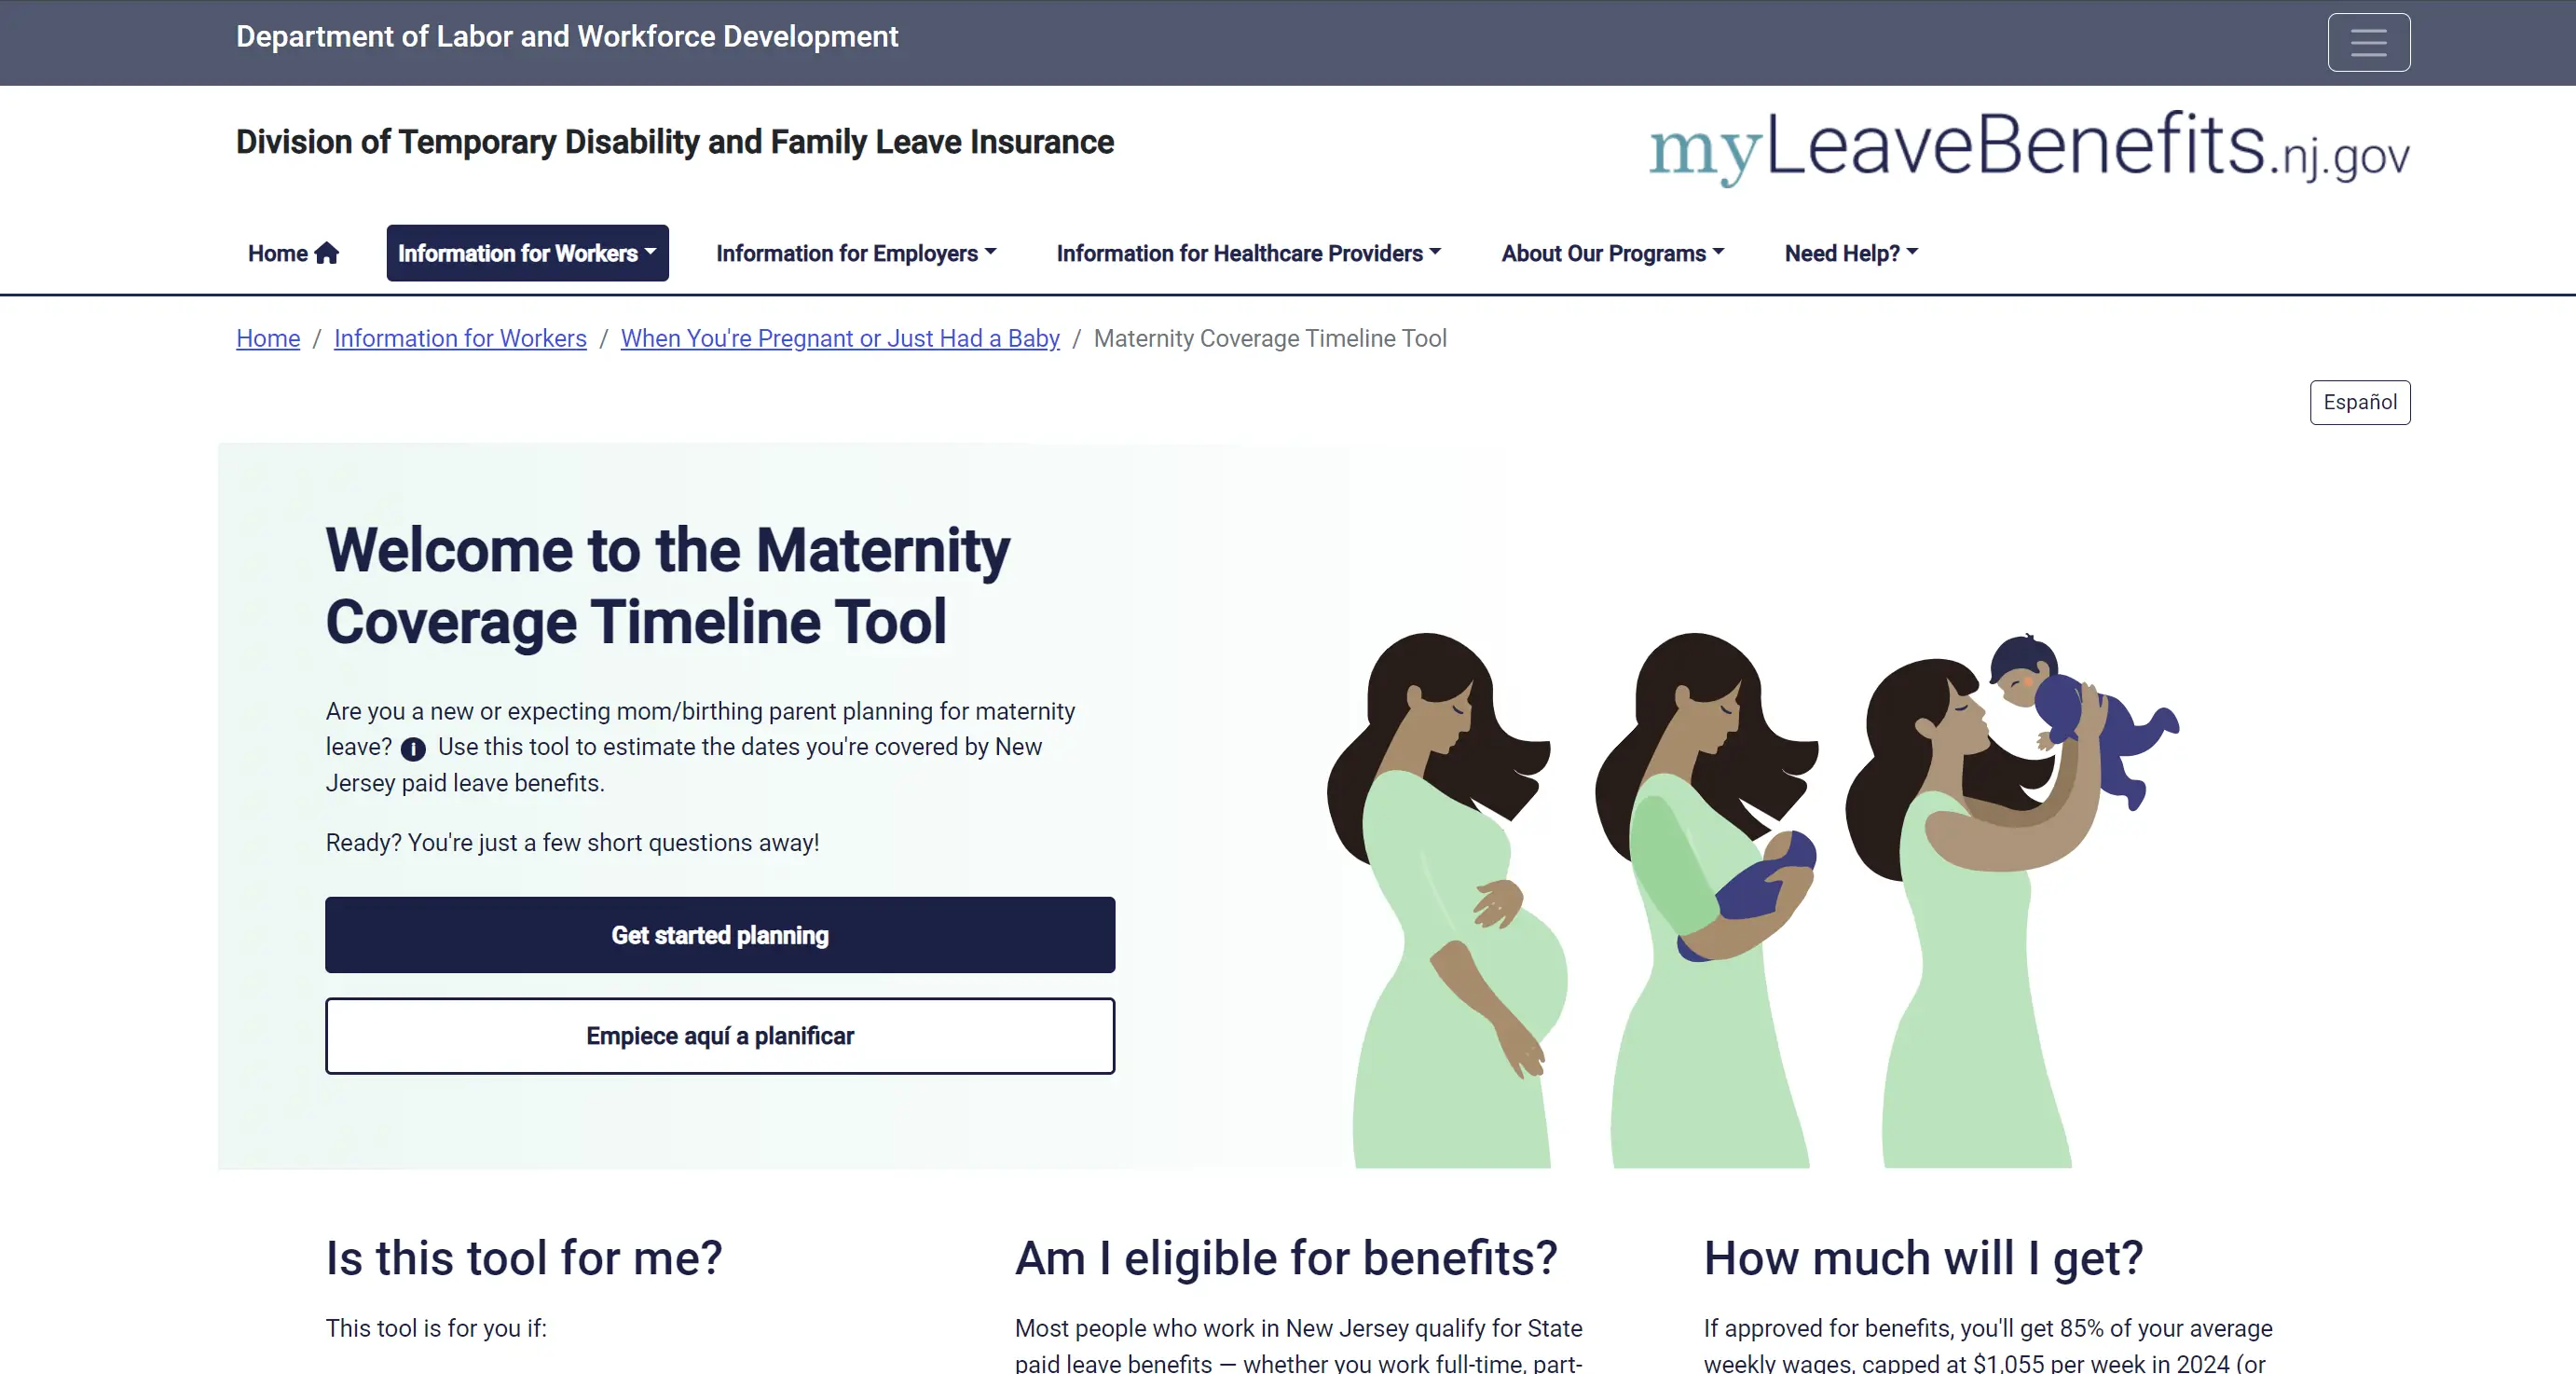 Department of Labor and Workforce Development
Division of Temporary Disability and Family Leave Insurance
myLeaveBenefits.nj.gov
Home
Information for Workers
Information for Employers
Information for Healthcare Providers
About Our Programs
Need Help?
Home / Information for Workers / When You're Pregnant or Just Had a Baby / Maternity Coverage Timeline Tool
Español
Welcome to the Maternity
Coverage Timeline Tool
Are you a new or expecting mom/birthing parent planning for maternity
leave? i Use this tool to estimate the dates you're covered by New
Jersey paid leave benefits.
Ready? You're just a few short questions away!
Get started planning
Empiece aquí a planificar
Is this tool for me?
This tool is for you if:
Am I eligible for benefits?
Most people who work in New Jersey qualify for State
paid leave benefits — whether you work full-time, part-
How much will I get?
If approved for benefits, you'll get 85% of your average
weekly wages, capped at $1,055 per week in 2024 (or